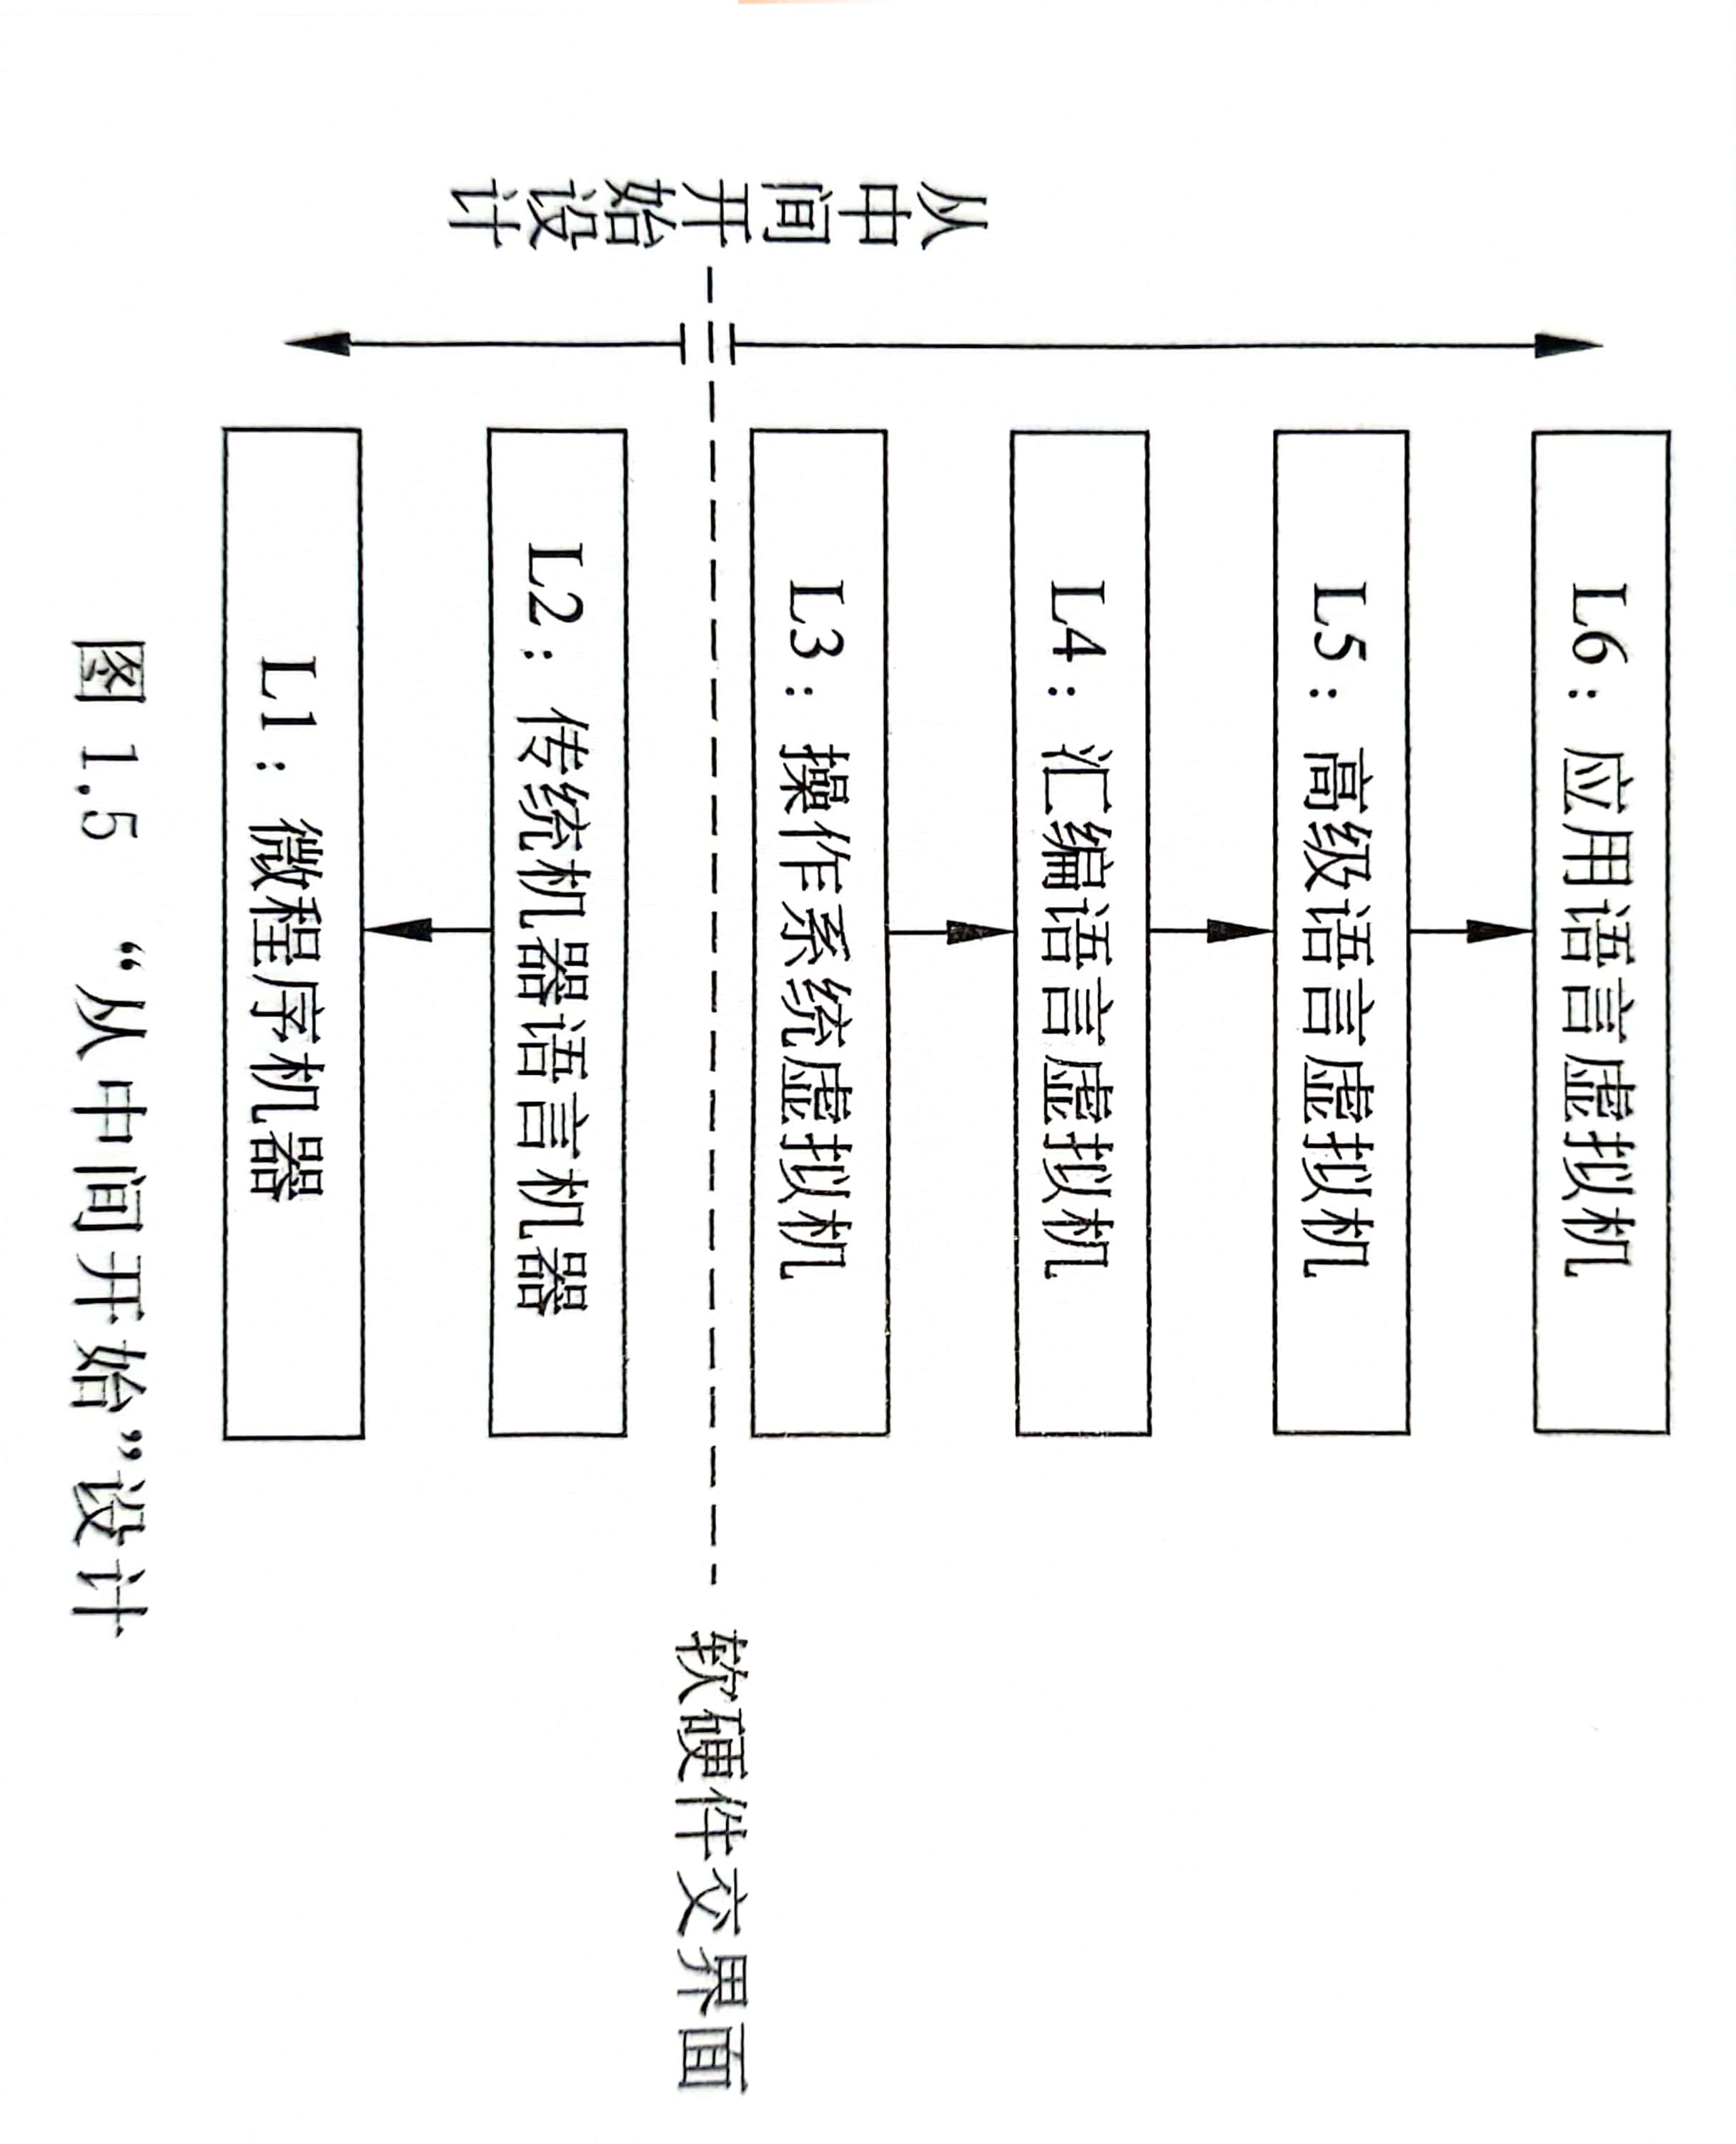 L6：应用语言虚拟机
L5：高级语言虚拟机
L4：汇编语言虚拟机
L3：操作系统虚拟机
从中间开始设计
软硬件交界面
L2：传统机器语言机器
L1：微程序机器
图 1.5 “从中间开始”设计